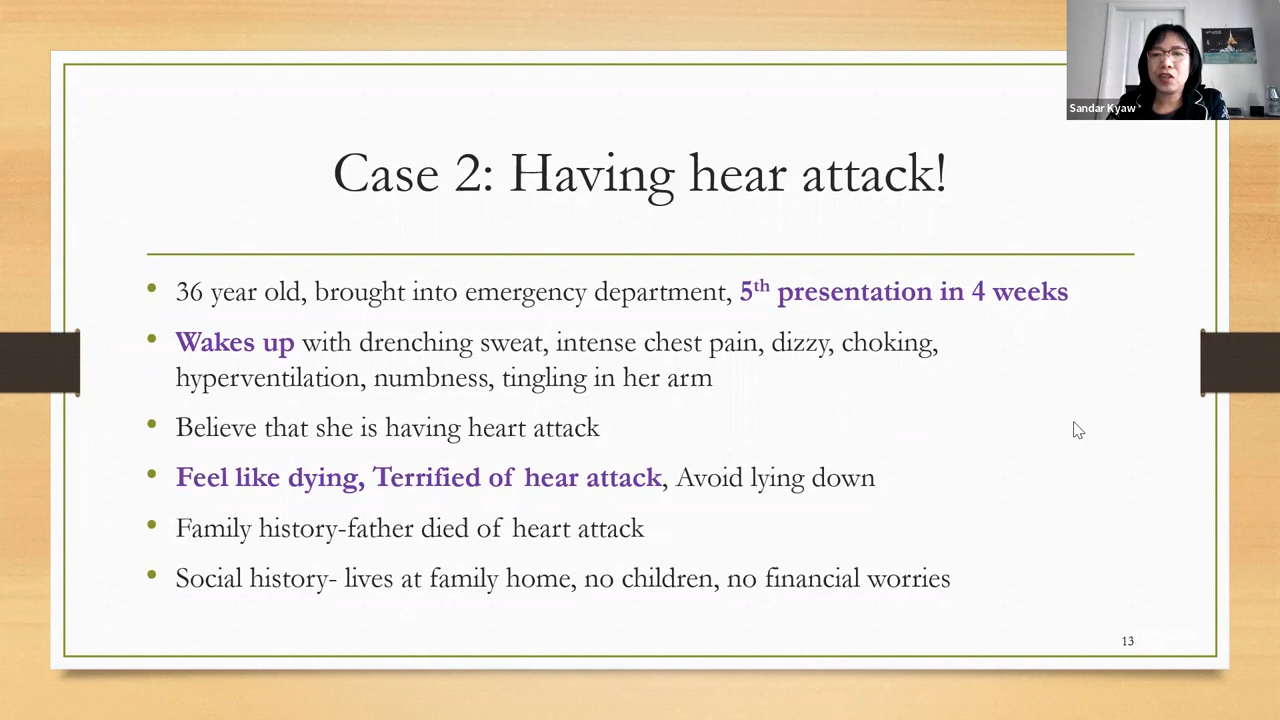 Sandar Kyaw
Case 2: Having hear attack!
• 36 year old, brought into emergency department, 5th presentation in 4 weeks
• Wakes up with drenching sweat, intense chest pain, dizzy, choking,
hyperventilation, numbness, tingling in her arm
• Believe that she is having heart attack
• Feel like dying, Terrified of hear attack, Avoid lying down
• Family history-father died of heart attack
• Social history- lives at family home, no children, no financial worries
13